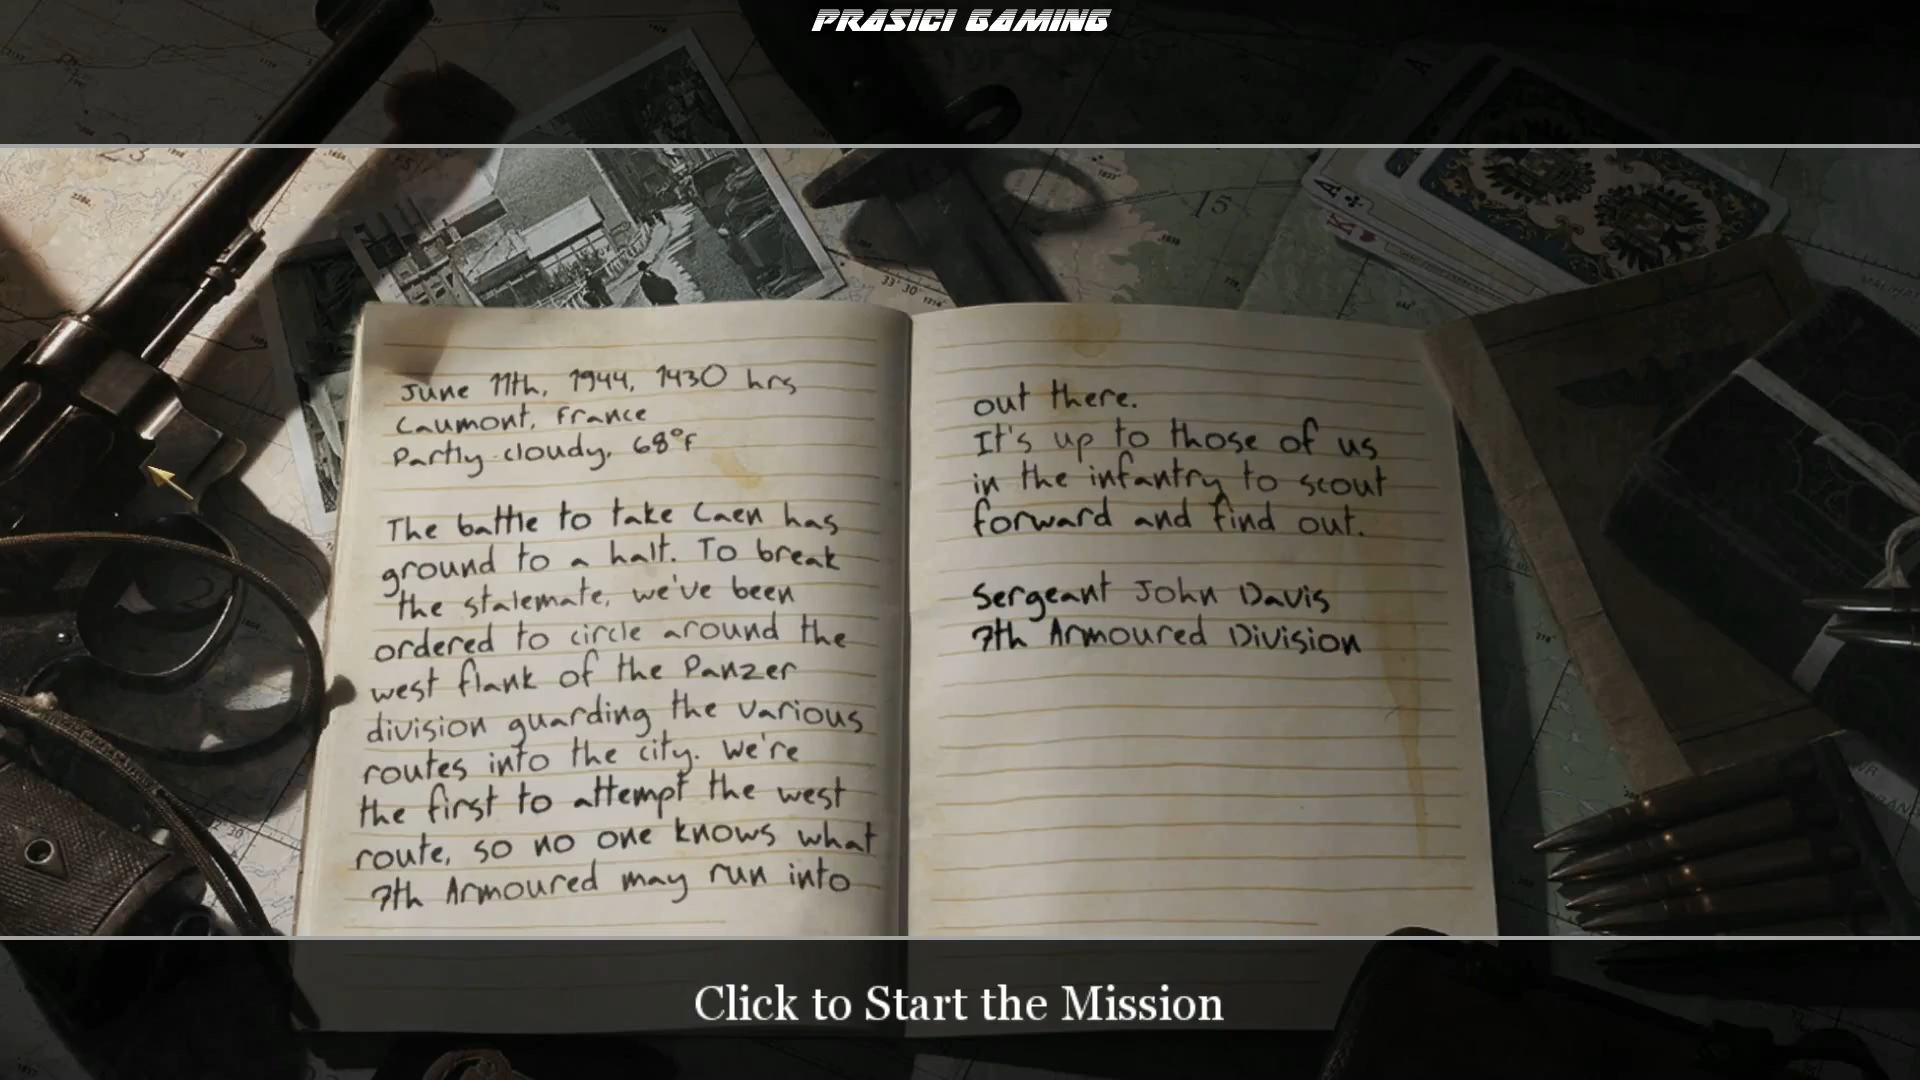 PRASICI GAMING
15
June 11th, 1944, 1430 hrs
Caumont, France
Partly cloudy, 68°F
The battle to take Caen has
ground to a halt. To break
the stalemate, we've been
ordered to circle around the
west flank of the Panzer
division guarding the various
routes into the city. We're
the first to attempt the west
route, so no one knows what
7th Armoured may run into
out there.
It's up to those of us
in the infantry to scout
forward and find out.
Sergeant John Davis
7th Armoured Division
Click to Start the Mission